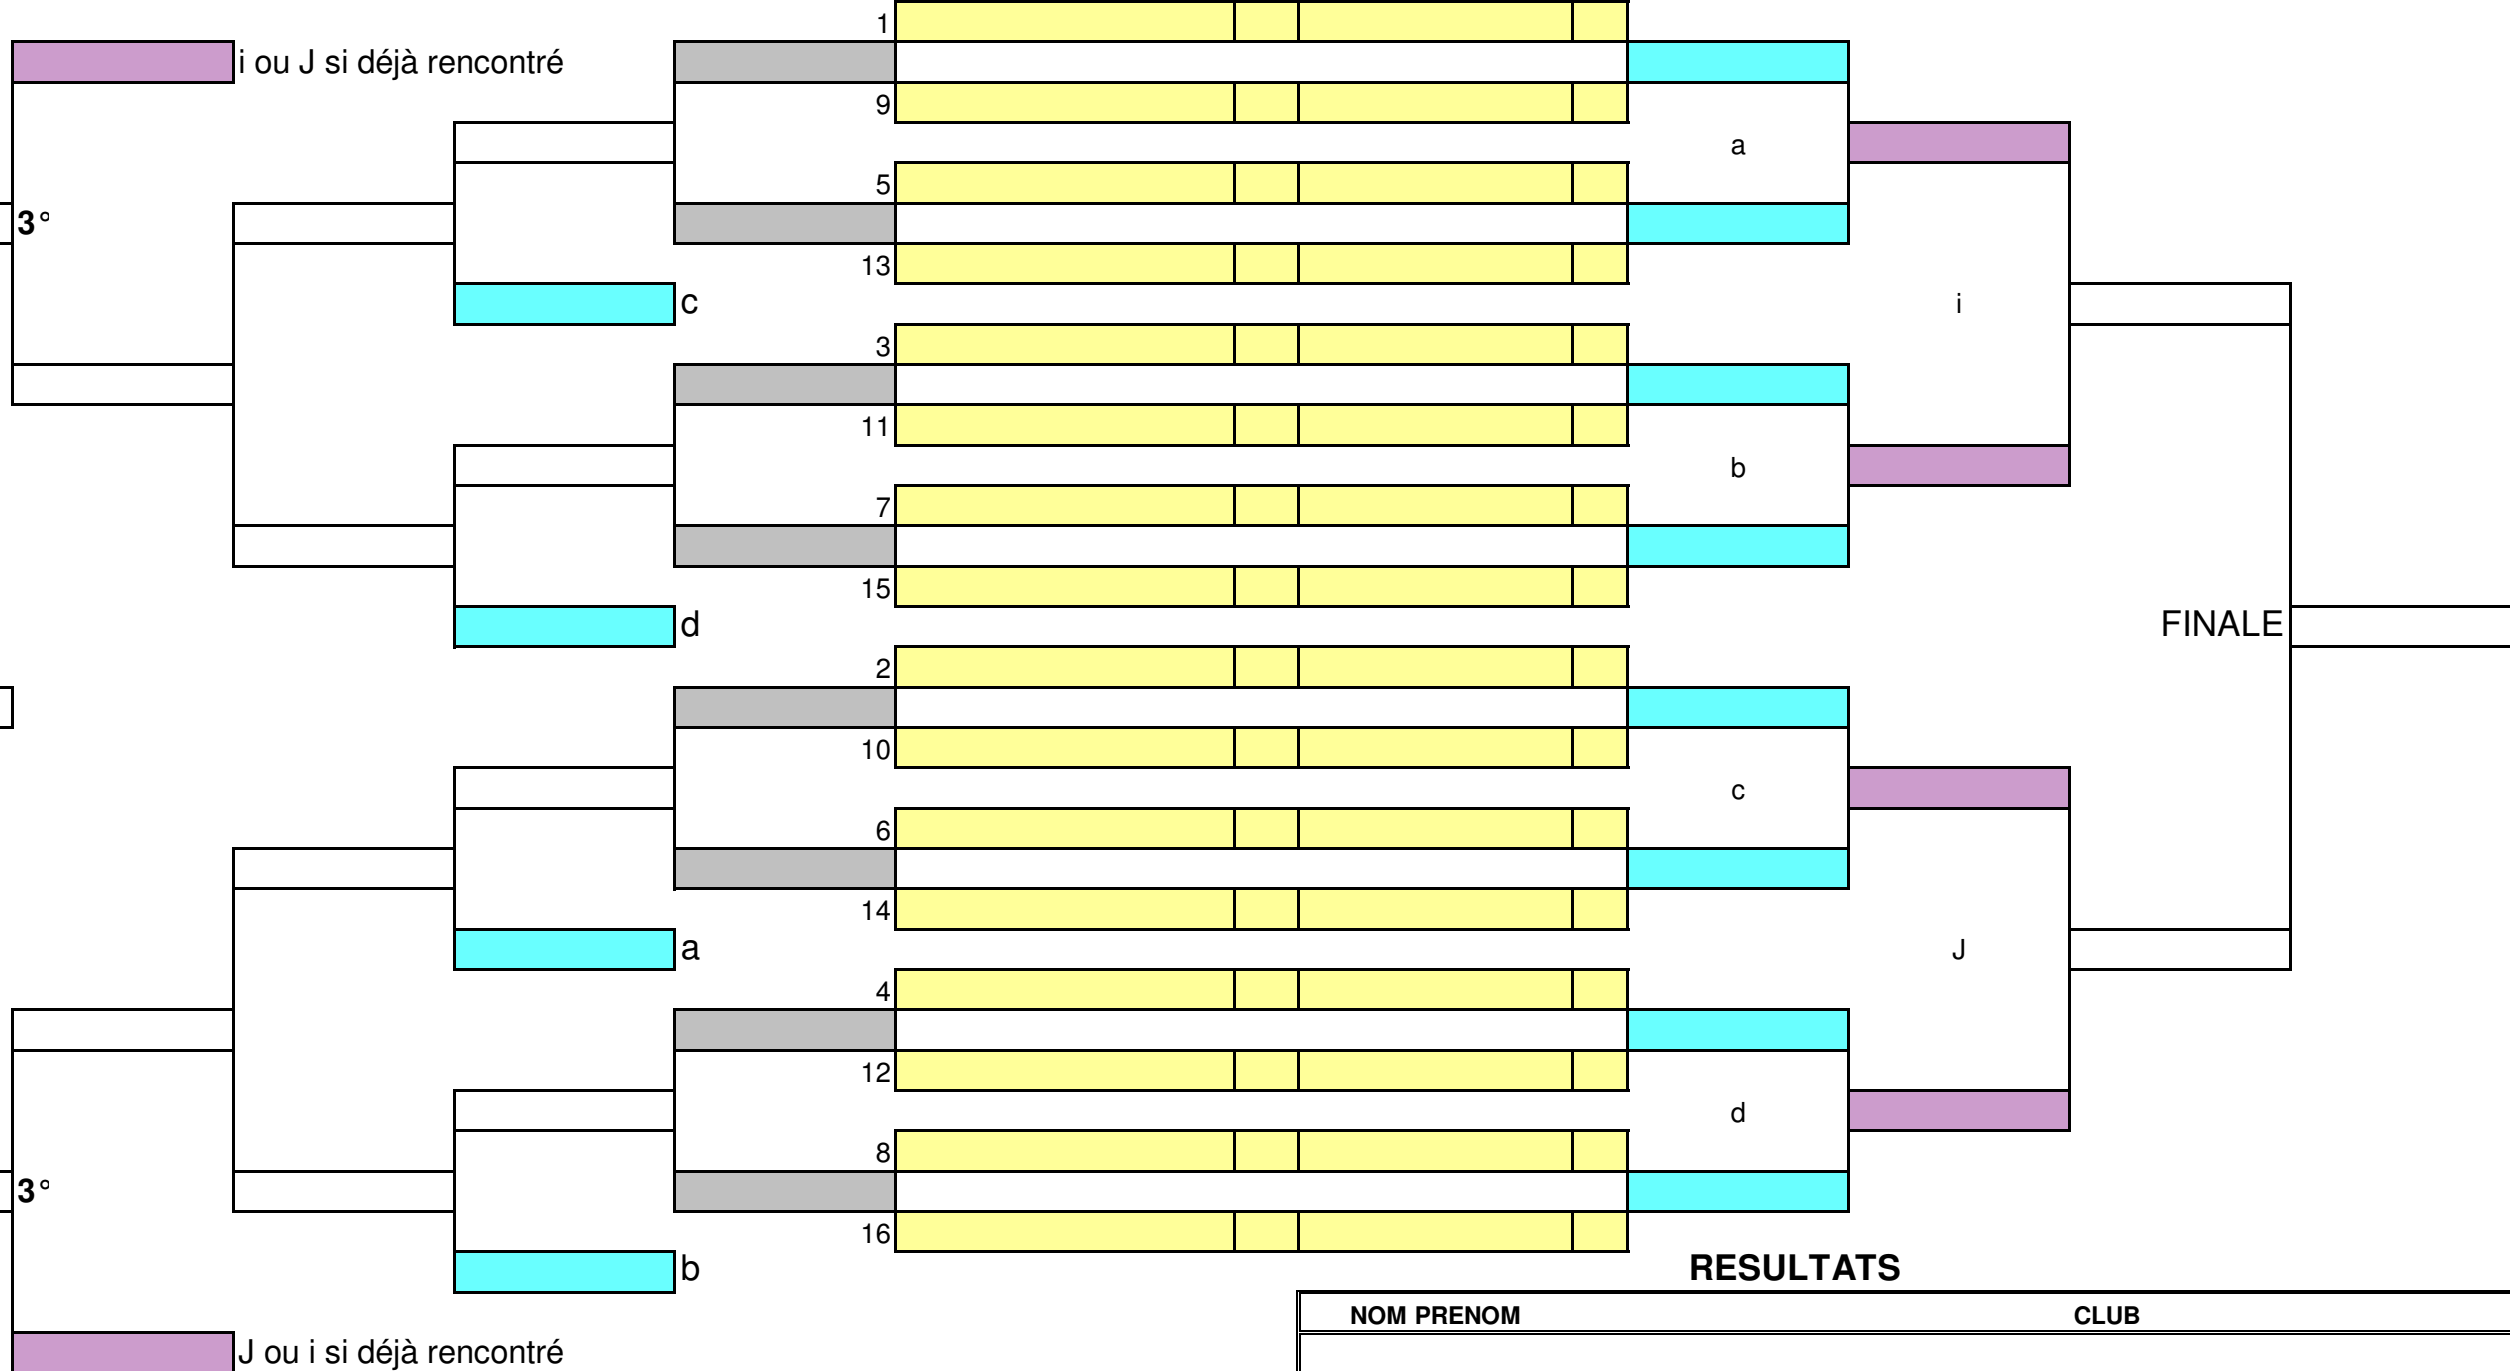 1
i ou J si déjà rencontré
9
a
5
3°
13
c
i
3
11
b
7
15
d
FINALE
2
10
c
6
14
a
J
4
12
d
8
3°
16
b
RESULTATS
NOM PRENOM CLUB
J ou i si déjà rencontré